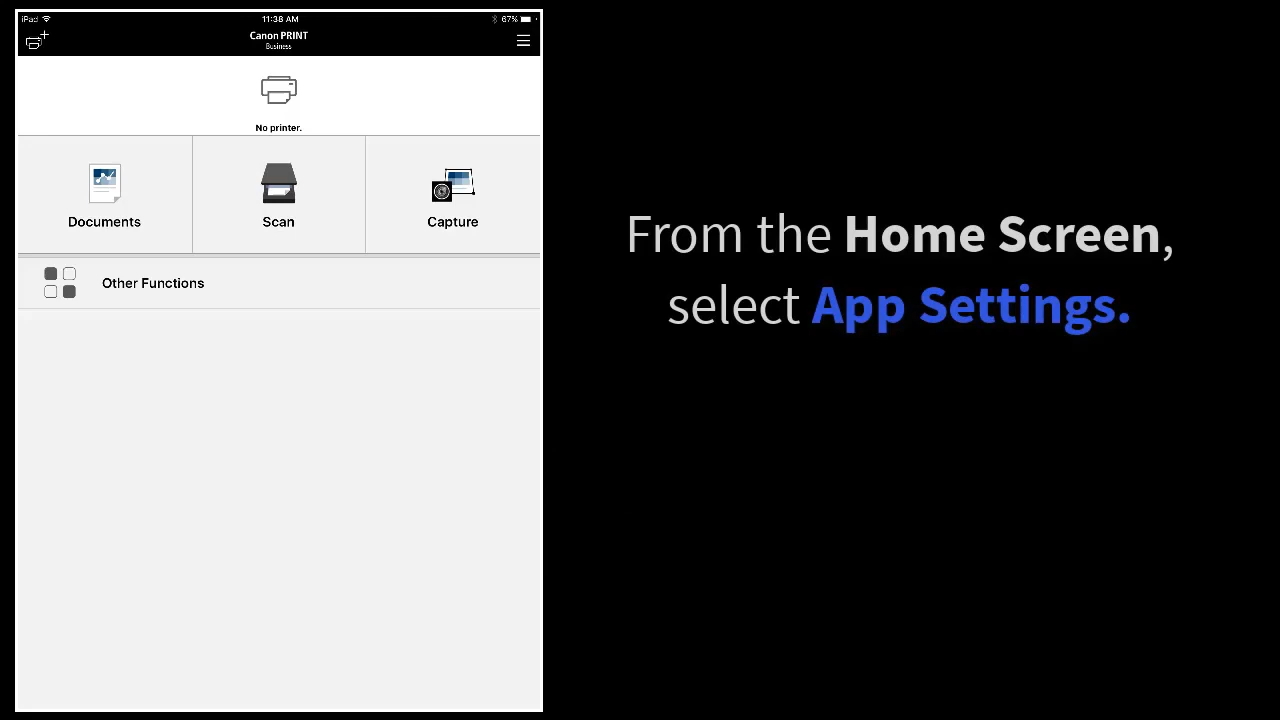 iPad
11:38 AM
67%
Canon PRINT
Business
No printer.
Documents
Scan
Capture
Other Functions
From the Home Screen,
select App Settings.